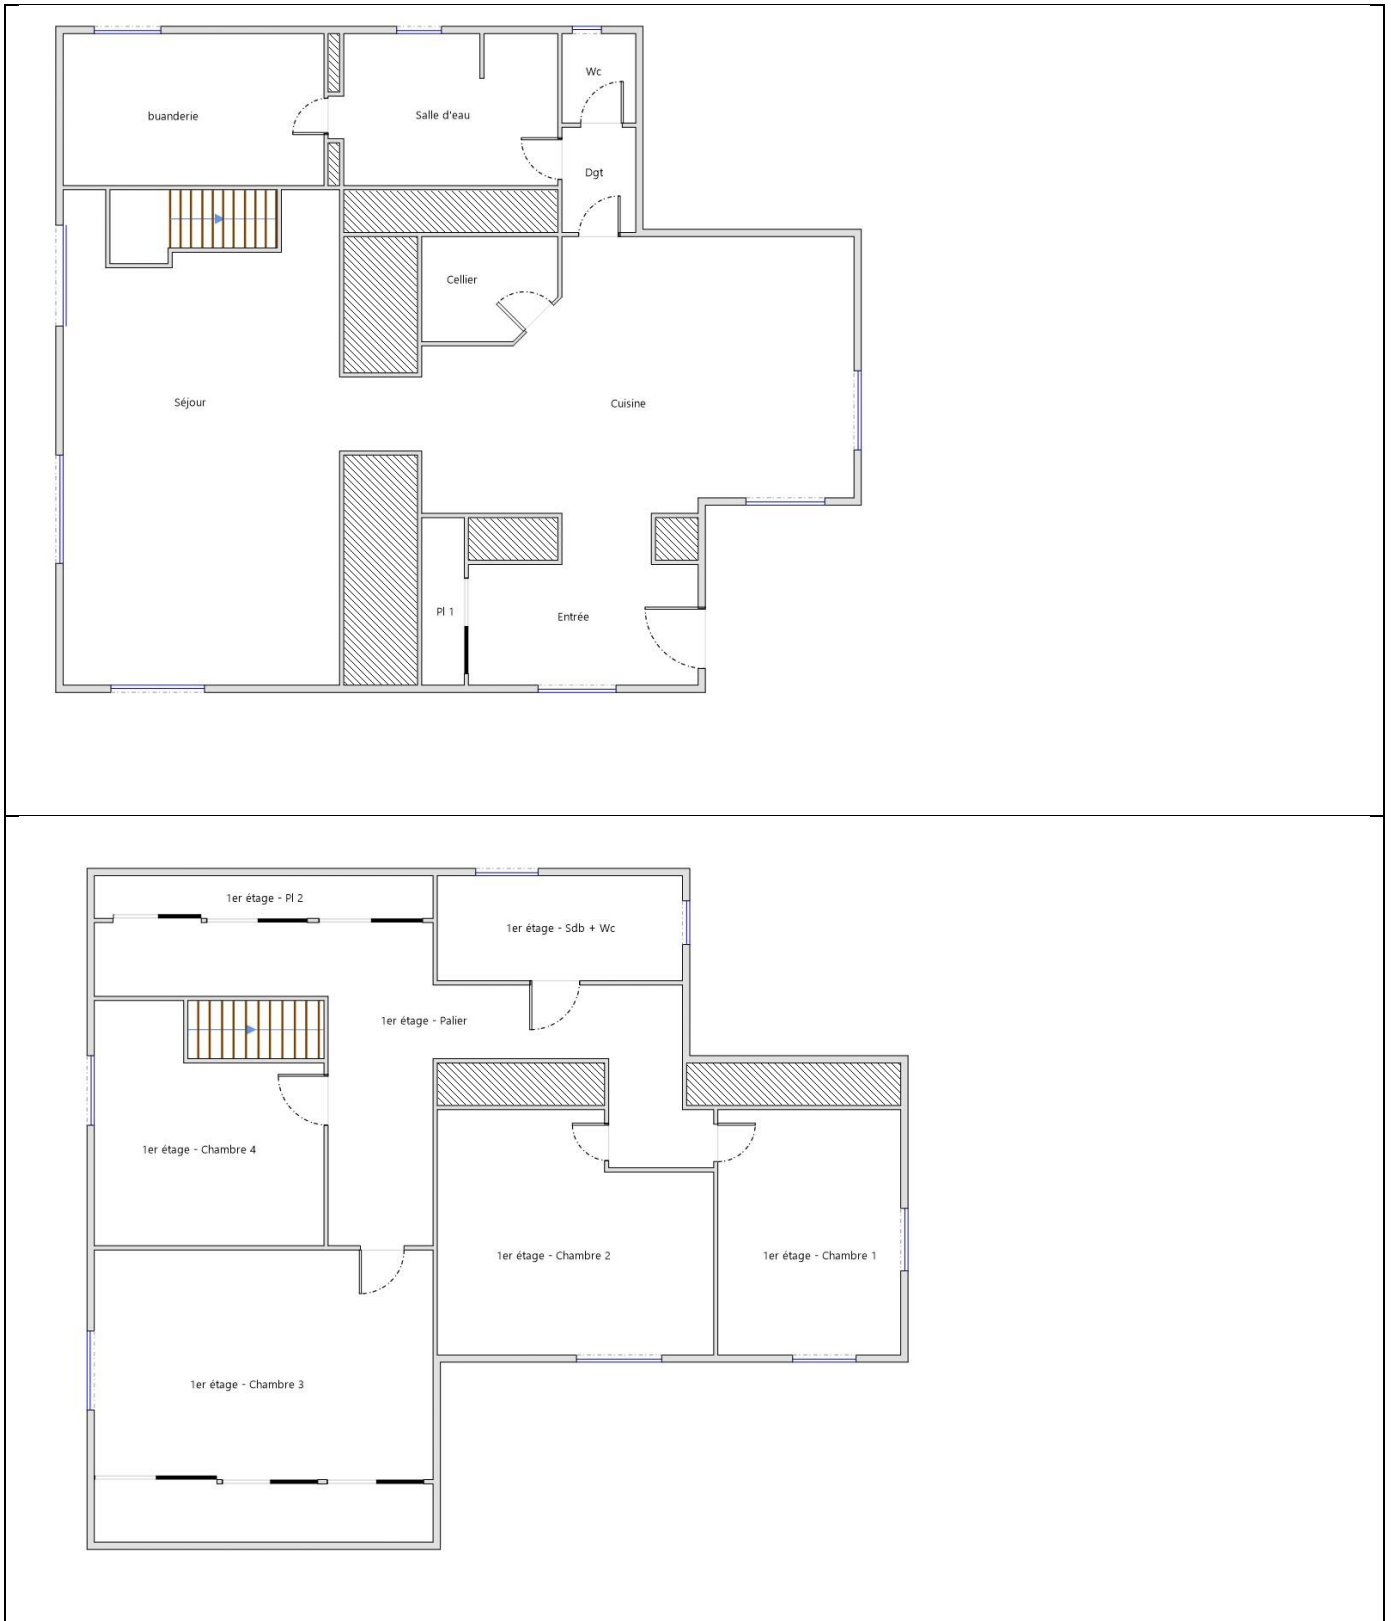 Wc
buanderie
Salle d'eau
Dgt
Cellier
Séjour
Cuisine
Pl 1
Entrée
1er étage - Pl 2
1er étage - Sdb + Wc
1er étage - Palier
1er étage - Chambre 4
1er étage - Chambre 2
1er étage - Chambre 1
1er étage - Chambre 3